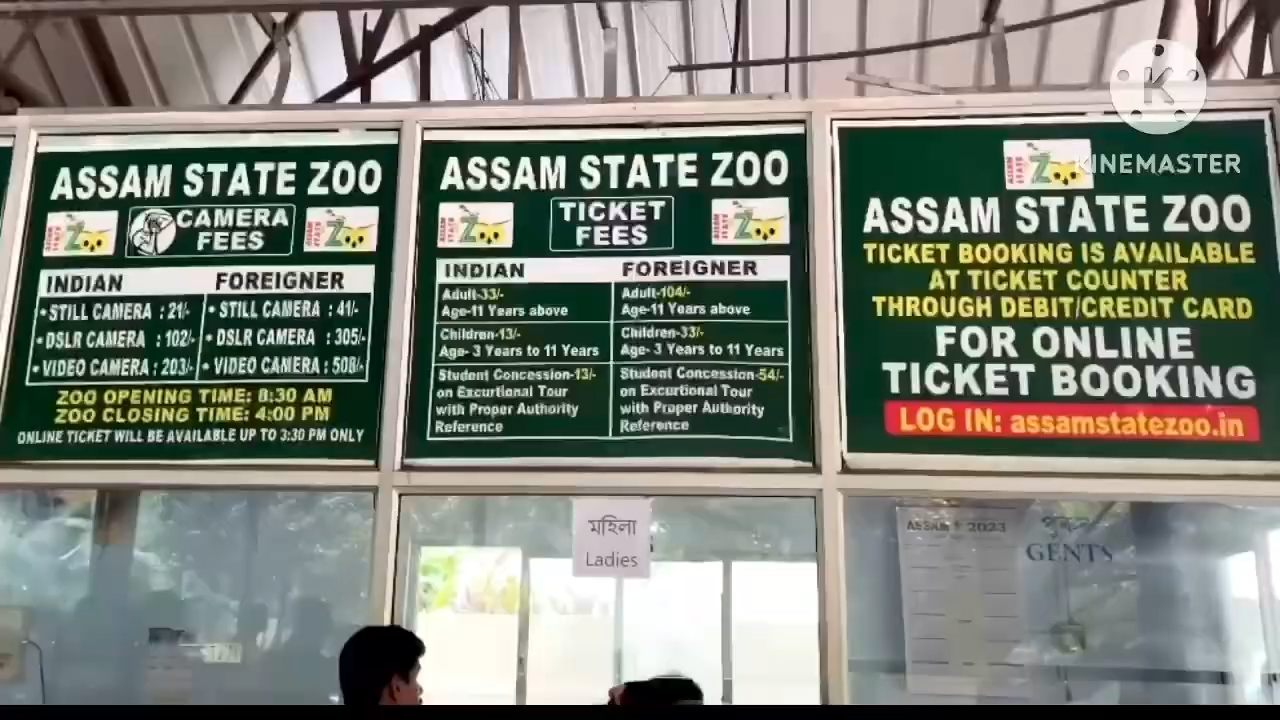 KINEMASTER
ASSAM STATE ZOO
CAMERA
FEES
INDIAN FOREIGNER
• STILL CAMERA : 21/- • STILL CAMERA : 41/-
• DSLR CAMERA : 102/- • DSLR CAMERA : 305/-
• VIDEO CAMERA : 203/- • VIDEO CAMERA : 508/-
ZOO OPENING TIME: 8:30 AM
ZOO CLOSING TIME: 4:00 PM
ONLINE TICKET WILL BE AVAILABLE UP TO 3:30 PM ONLY
ASSAM STATE ZOO
TICKET
FEES
INDIAN
Adult-33/-
Age-11 Years above
Children-13/-
Age- 3 Years to 11 Years
Student Concession-13/-
on Excurtional Tour
with Proper Authority
Reference
FOREIGNER
Adult-104/-
Age-11 Years above
Children-33/-
Age- 3 Years to 11 Years
Student Concession-54/-
on Excurtional Tour
with Proper Authority
Reference
ASSAM STATE ZOO
ASSAM STATE ZOO
TICKET BOOKING IS AVAILABLE
AT TICKET COUNTER
THROUGH DEBIT/CREDIT CARD
FOR ONLINE
TICKET BOOKING
LOG IN: assamstatezoo.in
মহিলা
Ladies
2023
GENTS